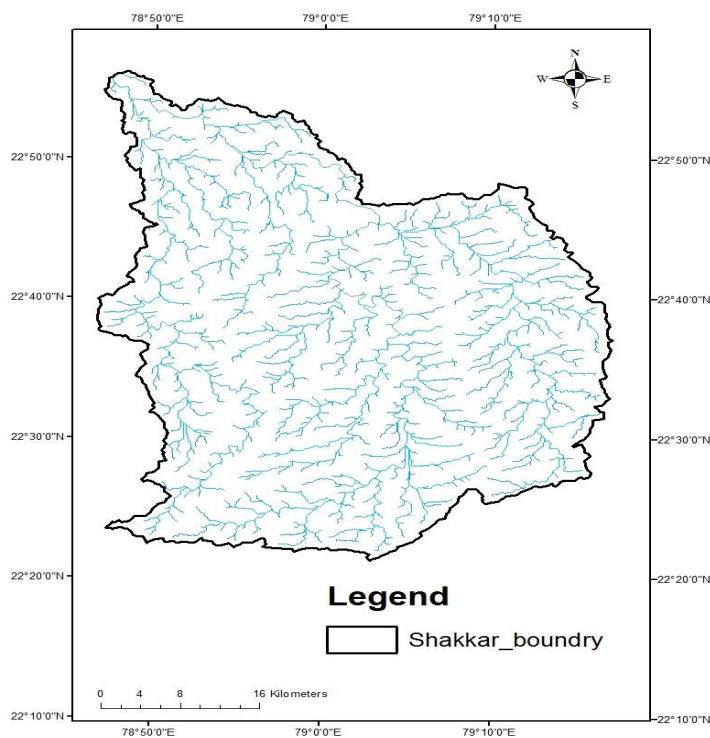 78°50'0"E 79°0'0"E 79°10'0"E
N
W E
S
22°50'0"N 22°50'0"N
22°40'0"N 22°40'0"N
22°30'0"N 22°30'0"N
22°20'0"N 22°20'0"N
Legend
Shakkar_boundry
0 4 8 16 Kilometers
22°10'0"N 22°10'0"N
78°50'0"E 79°0'0"E 79°10'0"E